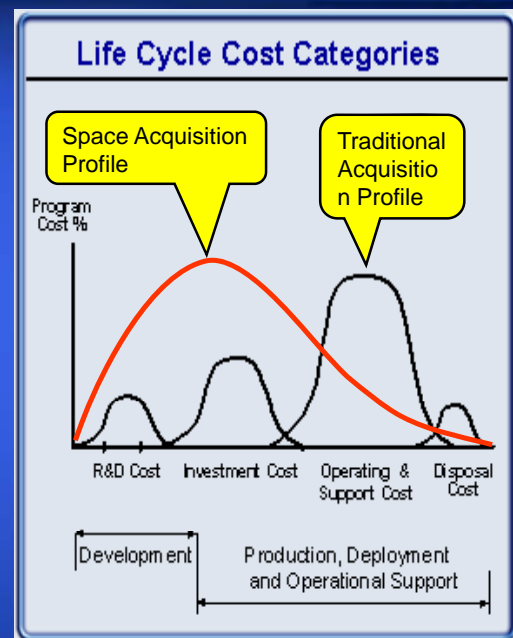 Life Cycle Cost Categories
Space Acquisition
Profile
Traditional
Acquisitio
n Profile
Program
Cost %
R&D Cost
Investment Cost
Operating &
Support Cost
Disposal
Cost
Development
Production, Deployment
and Operational Support